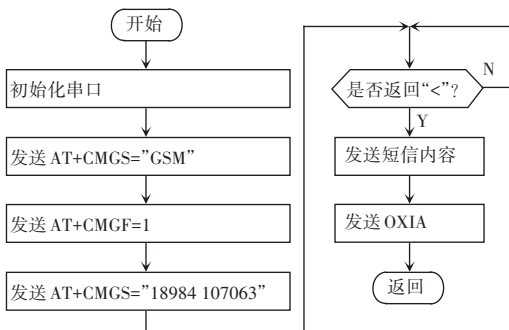 开始
初始化串口
发送 AT+CMGS=”GSM”
发送 AT+CMGF=1
发送 AT+CMGS=”18984 107063”
是否返回“<”?
N
Y
发送短信内容
发送 OXIA
返回